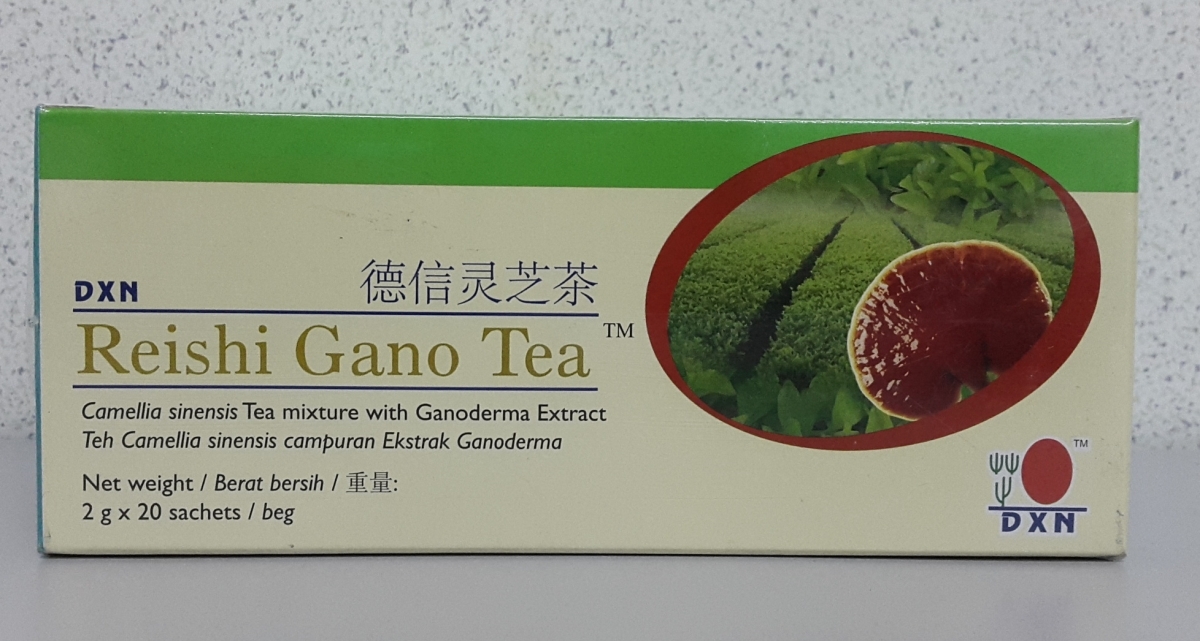 DXN
德信灵芝茶
Reishi Gano Tea™
Camellia sinensis Tea mixture with Ganoderma Extract
Teh Camellia sinensis campuran Ekstrak Ganoderma
Net weight / Berat bersih / 重量:
2 g x 20 sachets / beg
TM
DXN